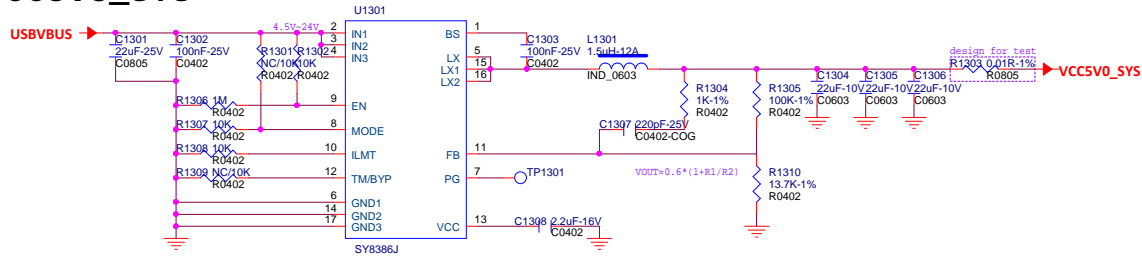 USBVBUS
C1301
22uF-25V
C0805
C1302
100nF-25V
C0402
4.5V~24V
R1301
NC/10K
R0402
R1302
10K
R0402
R1306 1M
R0402
R1307 10K
R0402
R1308 10K
R0402
R1309 NC/10K
R0402
U1301
2 IN1
3 IN2
4 IN3
9 EN
8 MODE
10 ILMT
12 TM/BYP
6 GND1
14 GND2
17 GND3
BS 1
LX 5
LX1 15
LX2 16
FB 11
PG 7
VCC 13
SY8386J
C1303
100nF-25V
C0402
L1301
1.5uH-12A
IND_0603
R1304
1K-1%
R0402
R1305
100K-1%
R0402
C1307 220pF-25V
C0402-COG
TP1301
VOUT=0.6*(1+R1/R2)
R1310
13.7K-1%
R0402
C1308 2.2uF-16V
C0402
C1304
22uF-10V
C0603
C1305
22uF-10V
C0603
C1306
22uF-10V
C0603
design for test
R1303 0.01R-1%
R0805
VCC5V0_SYS